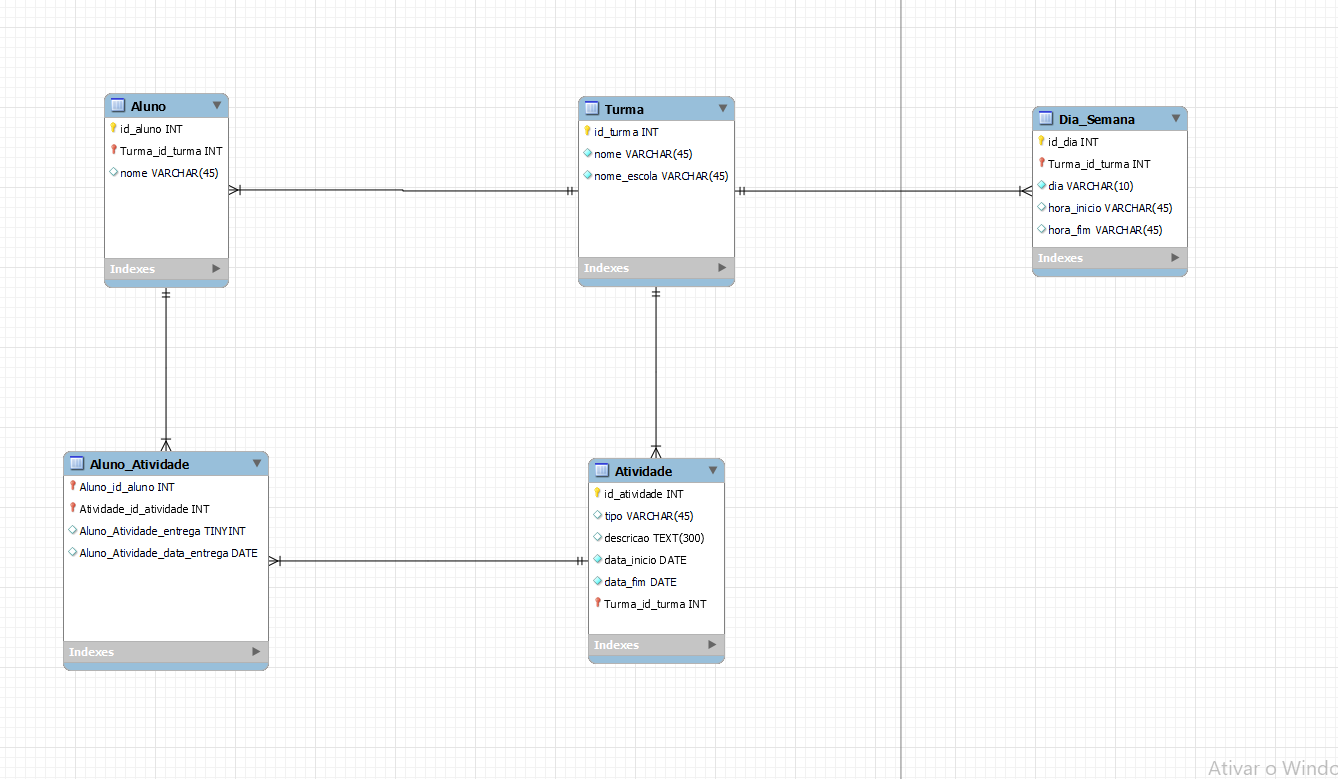 Aluno
id_aluno INT
Turma_id_turma INT
nome VARCHAR(45)
Indexes
Turma
id_turma INT
nome VARCHAR(45)
nome_escola VARCHAR(45)
Indexes
Dia_Semana
id_dia INT
Turma_id_turma INT
dia VARCHAR(10)
hora_inicio VARCHAR(45)
hora_fim VARCHAR(45)
Indexes
Aluno_Atividade
Aluno_id_aluno INT
Atividade_id_atividade INT
Aluno_Atividade_entrega TINYINT
Aluno_Atividade_data_entrega DATE
Indexes
Atividade
id_atividade INT
tipo VARCHAR(45)
descricao TEXT(300)
data_inicio DATE
data_fim DATE
Turma_id_turma INT
Indexes
Ativar o Windo